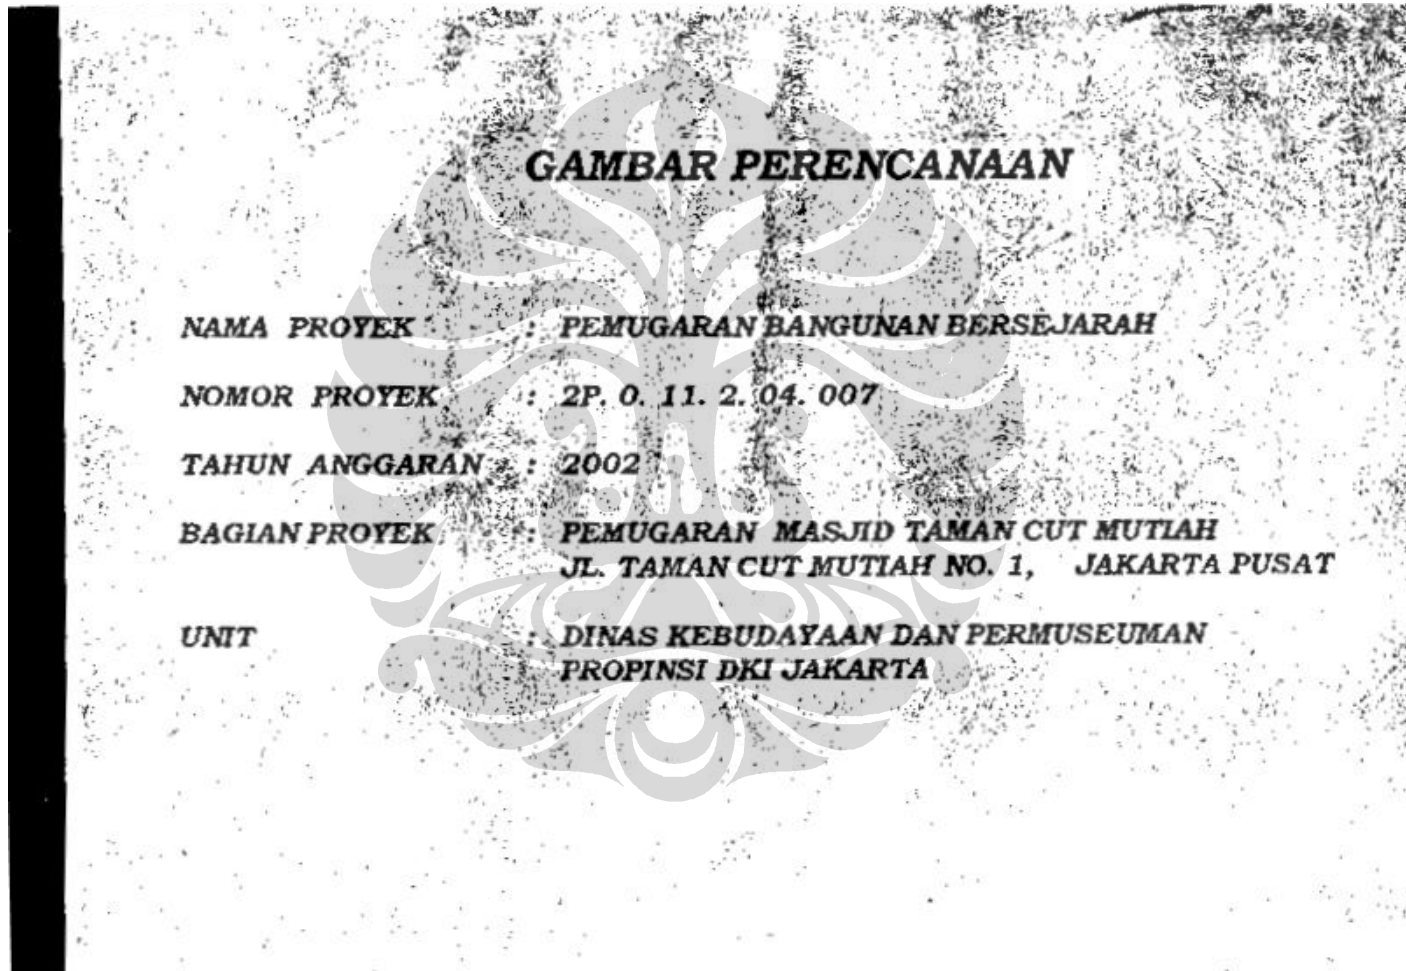 GAMBAR PERENCANAAN
NAMA PROYEK : PEMUGARAN BANGUNAN BERSEJARAH
NOMOR PROYEK : 2P. 0. 11. 2. 04. 007
TAHUN ANGGARAN : 2002
BAGIAN PROYEK : PEMUGARAN MASJID TAMAN CUT MUTIAH
JL. TAMAN CUT MUTIAH NO. 1, JAKARTA PUSAT
UNIT : DINAS KEBUDAYAAN DAN PERMUSEUMAN
PROPINSI DKI JAKARTA